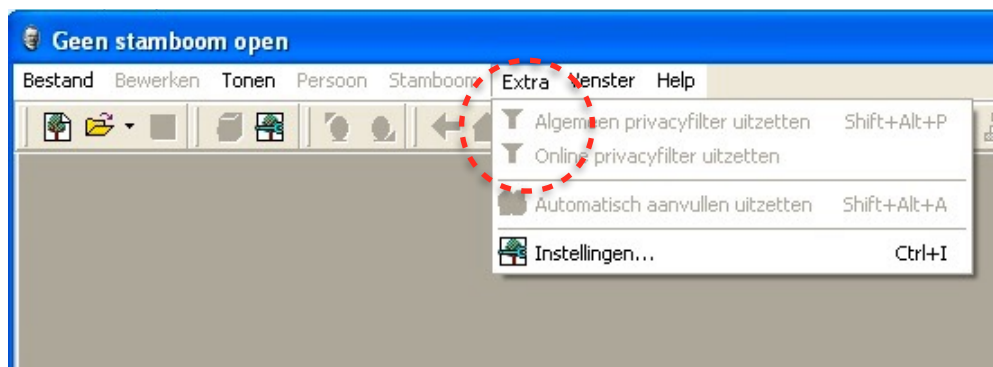 Geen stamboom open
Bestand Bewerken Tonen Persoon Stamboom Extra Venster Help
Algemeen privacyfilter uitzetten Shift+Alt+P
Online privacyfilter uitzetten
Automatisch aanvullen uitzetten Shift+Alt+A
Instellingen... Ctrl+I